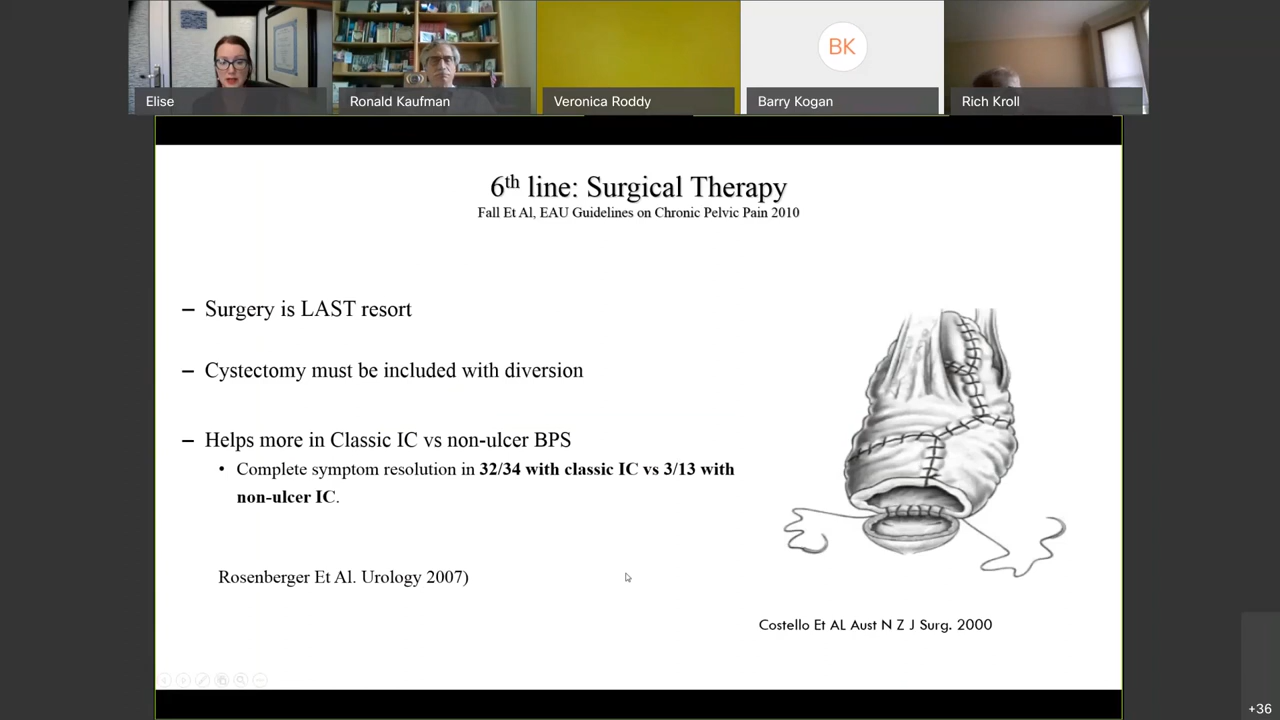 BK
Elise
Ronald Kaufman
Veronica Roddy
Barry Kogan
Rich Kroll
6th line: Surgical Therapy
Fall Et Al, EAU Guidelines on Chronic Pelvic Pain 2010
– Surgery is LAST resort
– Cystectomy must be included with diversion
– Helps more in Classic IC vs non-ulcer BPS
• Complete symptom resolution in 32/34 with classic IC vs 3/13 with
non-ulcer IC.
Rosenberger Et Al. Urology 2007)
Costello Et AL Aust N Z J Surg. 2000
+36